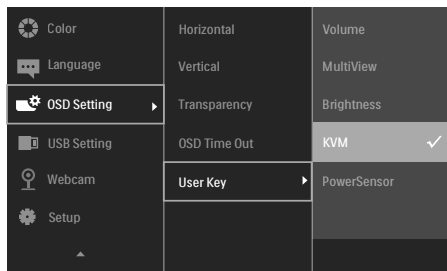 Color
Language
OSD Setting
USB Setting
Webcam
Setup
Horizontal
Vertical
Transparency
OSD Time Out
User Key
Volume
MultiView
Brightness
KVM
PowerSensor